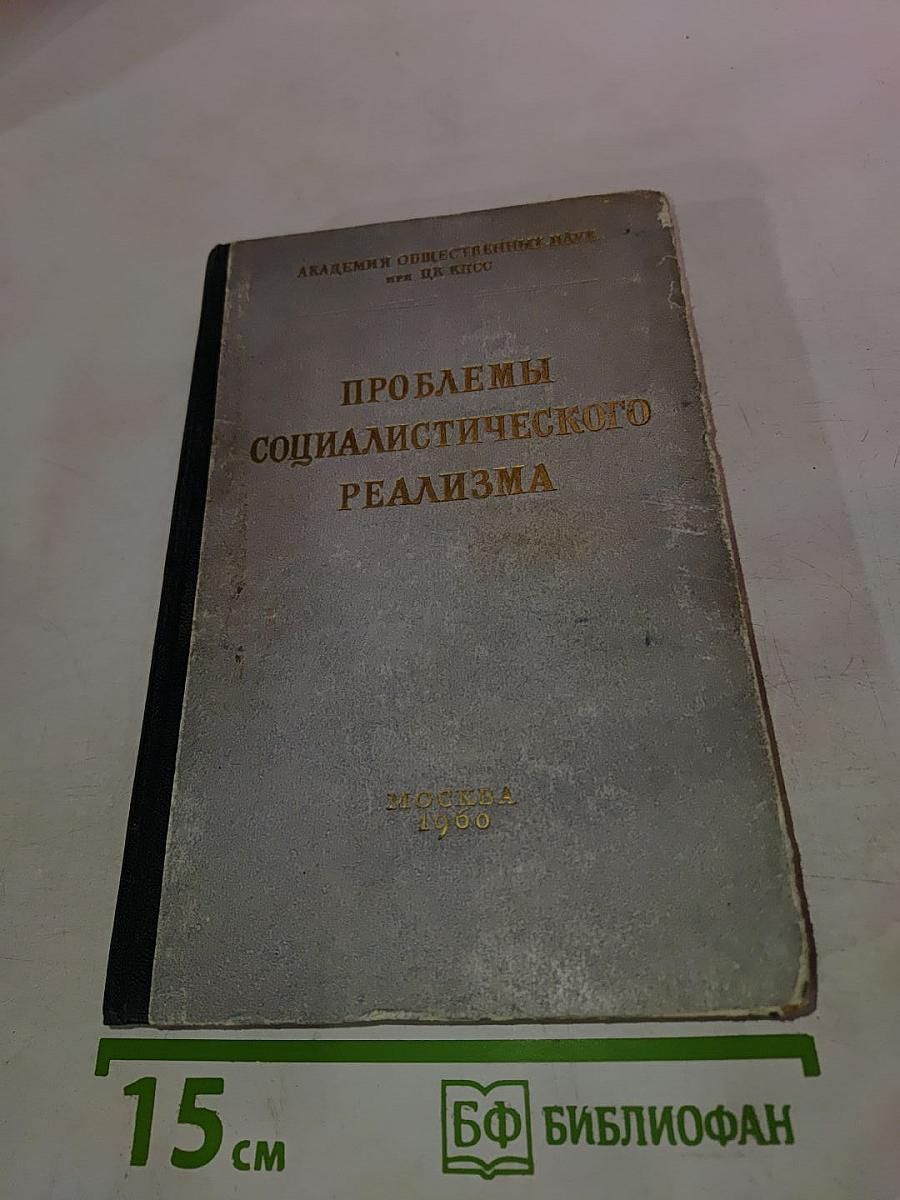 АКАДЕМИЯ ОБЩЕСТВЕННЫХ НАУК
при ЦК КПСС
ПРОБЛЕМЫ
СОЦИАЛИСТИЧЕСКОГО
РЕАЛИЗМА
МОСКВА
1960
15 см
БФ БИБЛИОФАН